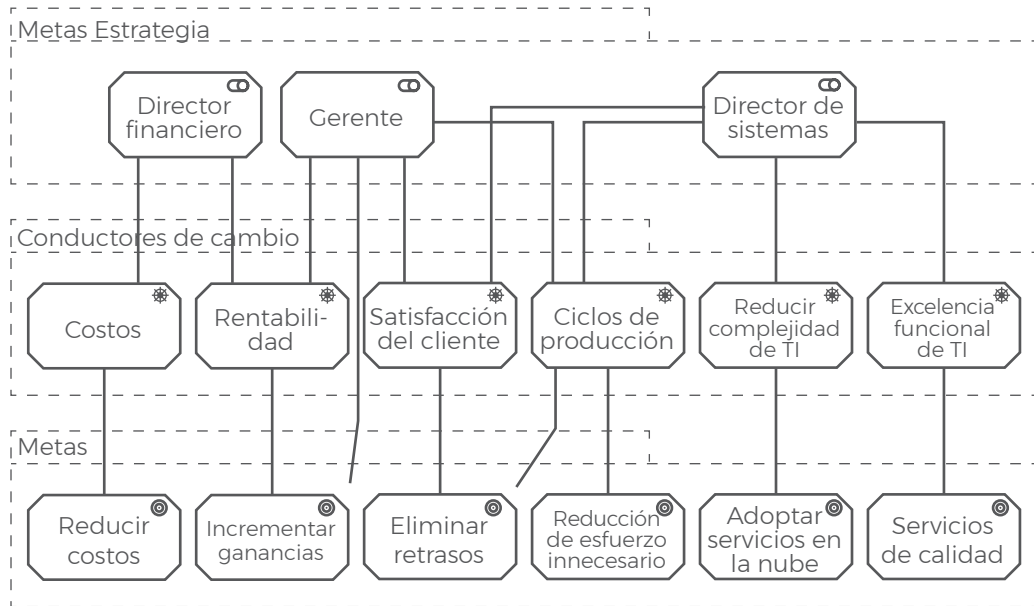 Metas Estrategia
Director
financiero
Gerente
Director de
sistemas
Conductores de cambio
Costos
Rentabili-
dad
Satisfacción
del cliente
Ciclos de
producción
Reducir
complejidad
de TI
Excelencia
funcional
de TI
Metas
Reducir
costos
Incrementar
ganancias
Eliminar
retrasos
Reducción
de esfuerzo
innecesario
Adoptar
servicios en
la nube
Servicios
de calidad